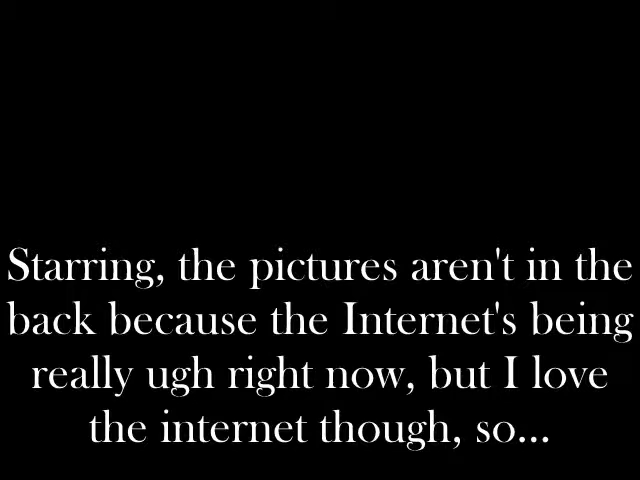 Starring, the pictures aren't in the
back because the Internet's being
really ugh right now, but I love
the internet though, so...